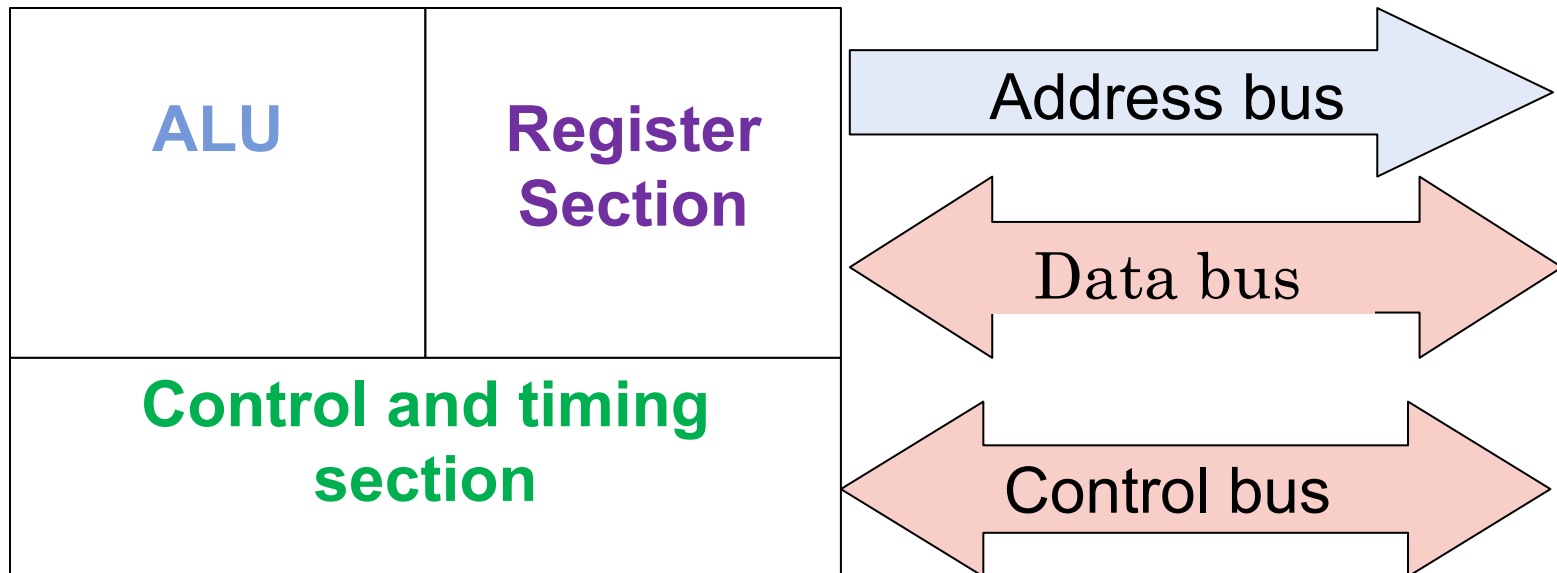 ALU
Register
Section
Control and timing
section
Address bus
Data bus
Control bus